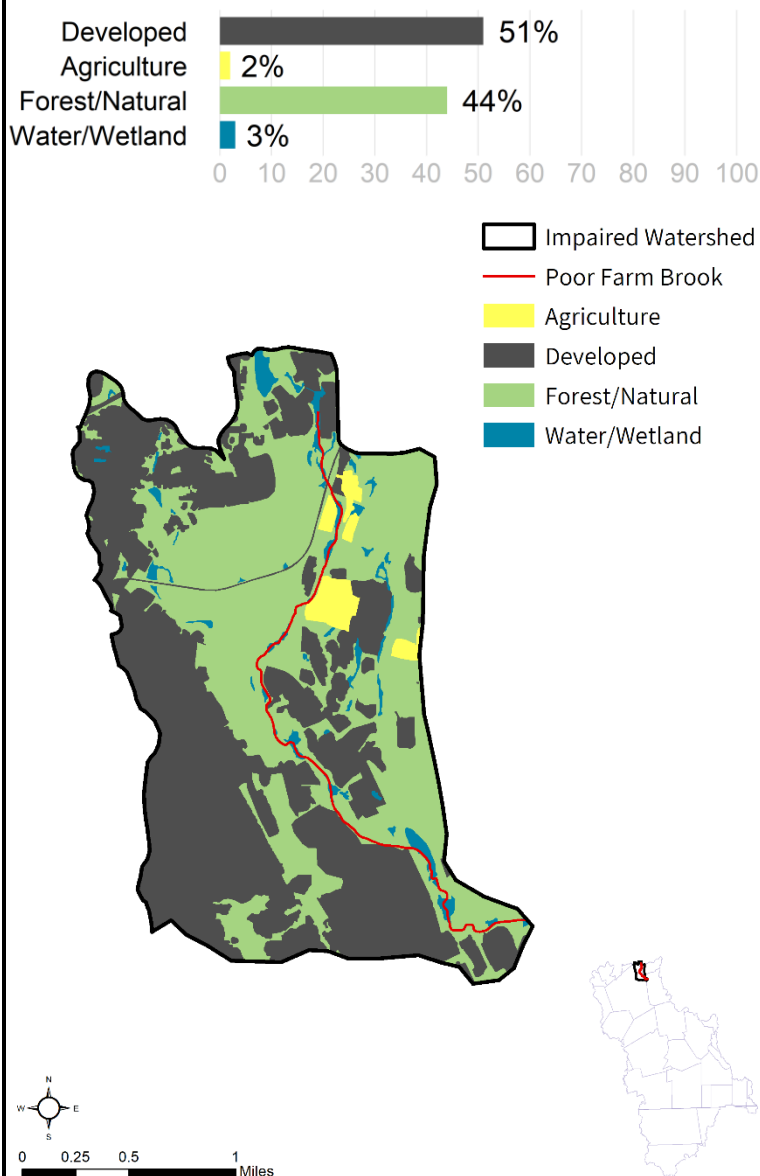 Developed 51%
Agriculture 2%
Forest/Natural 44%
Water/Wetland 3%
0 10 20 30 40 50 60 70 80 90 100
Impaired Watershed
Poor Farm Brook
Agriculture
Developed
Forest/Natural
Water/Wetland
N
W E
S
0 0.25 0.5 1
Miles